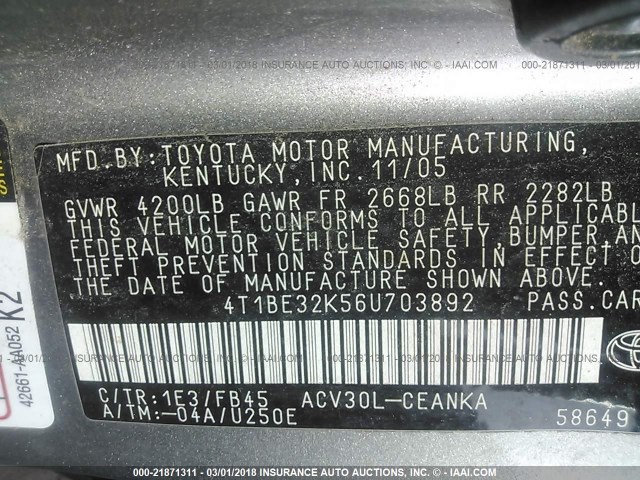 000-21871311 - 03/01/2018 - INSURANCE AUTO AUCTIONS - © - IAAI.COM
MFD. BY: TOYOTA MOTOR MANUFACTURING,
KENTUCKY, INC. 11/05
GVWR 4200LB GAWR FR 2668LB RR 2282LB
THIS VEHICLE CONFORMS TO ALL APPLICABLE
FEDERAL MOTOR VEHICLE SAFETY, BUMPER, AN
THEFT PREVENTION STANDARDS IN EFFECT O
THE DATE OF MANUFACTURE SHOWN ABOVE.
4T1BE32K56U703892 PASS. CAR
C/TR: 1E3/FB45 ACV30L-CEANKA
A/TM:-04A/U250E
58649
42661-AA052 K2
000-21871311 - 03/01/2018 - INSURANCE AUTO AUCTIONS - © - IAAI.COM